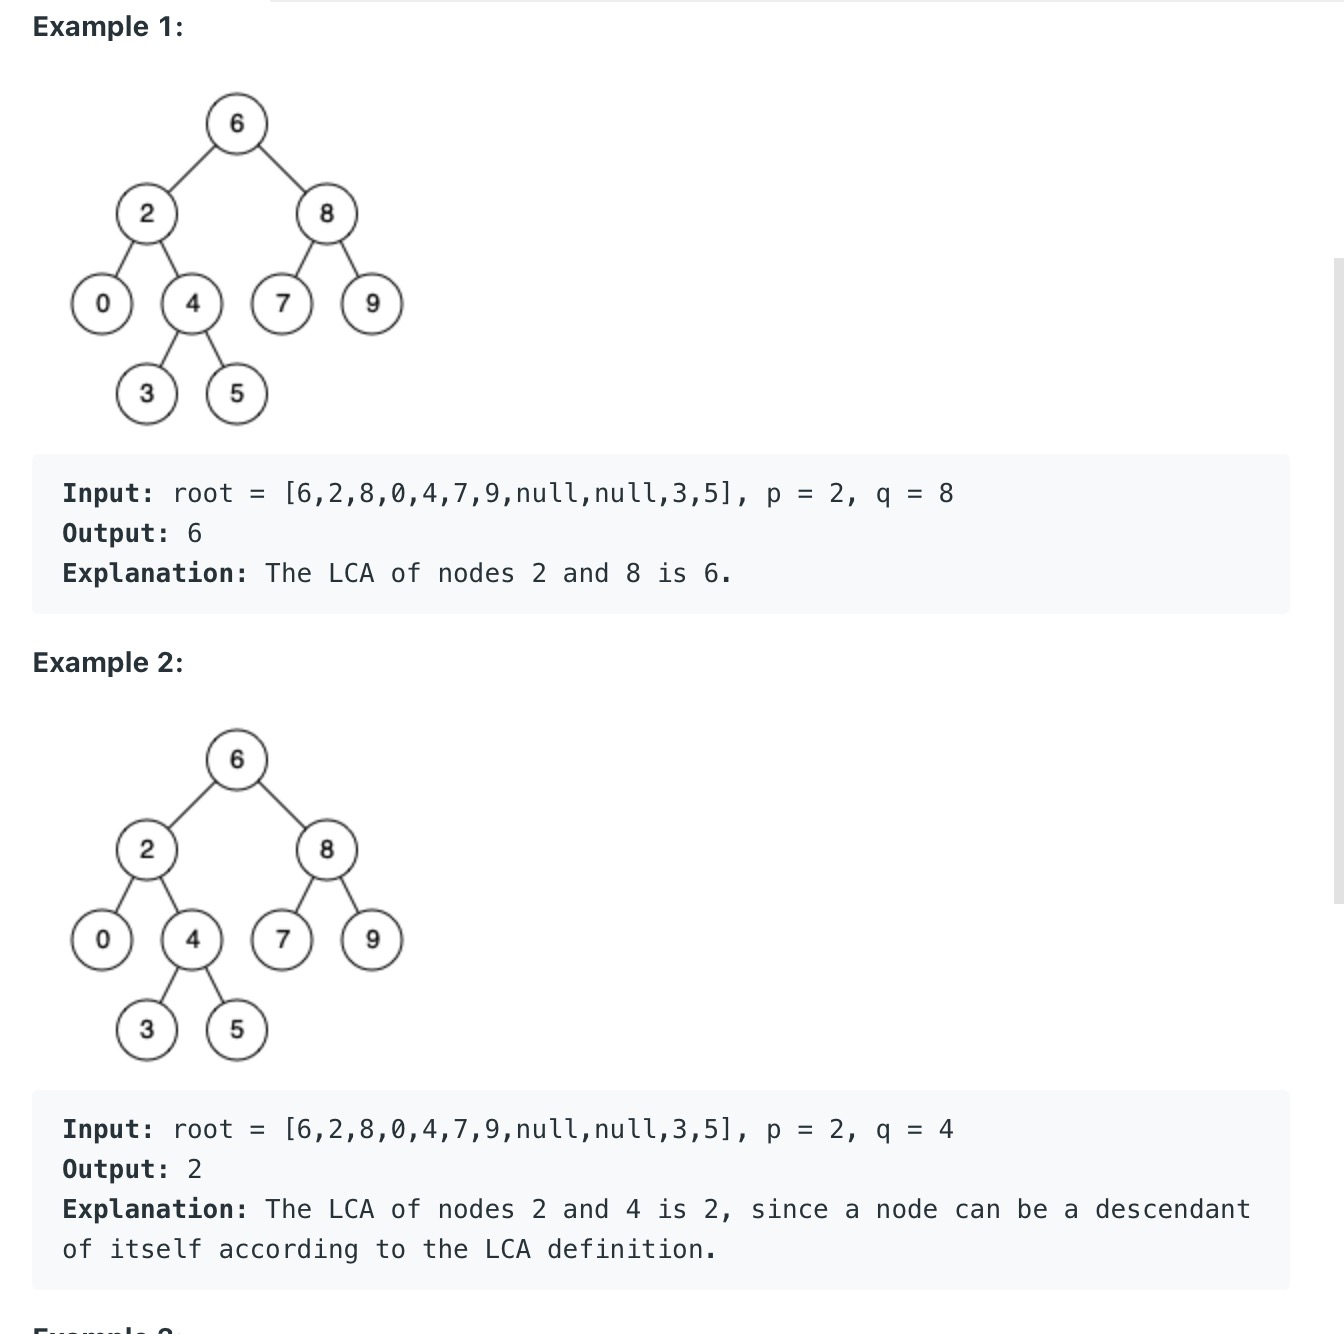 Example 1:
6
2 8
0 4 7 9
3 5
Input: root = [6,2,8,0,4,7,9,null,null,3,5], p = 2, q = 8
Output: 6
Explanation: The LCA of nodes 2 and 8 is 6.
Example 2:
6
2 8
0 4 7 9
3 5
Input: root = [6,2,8,0,4,7,9,null,null,3,5], p = 2, q = 4
Output: 2
Explanation: The LCA of nodes 2 and 4 is 2, since a node can be a descendant
of itself according to the LCA definition.